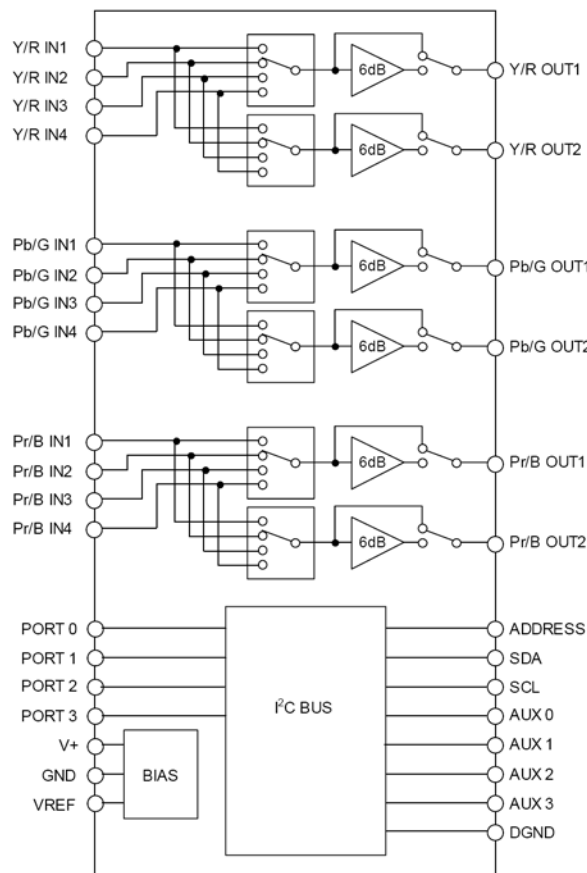 Y/R IN1
Y/R IN2
Y/R IN3
Y/R IN4
6dB
Y/R OUT1
6dB
Y/R OUT2
Pb/G IN1
Pb/G IN2
Pb/G IN3
Pb/G IN4
6dB
Pb/G OUT1
6dB
Pb/G OUT2
Pr/B IN1
Pr/B IN2
Pr/B IN3
Pr/B IN4
6dB
Pr/B OUT1
6dB
Pr/B OUT2
PORT 0
PORT 1
PORT 2
PORT 3
V+
GND
VREF
BIAS
I²C BUS
ADDRESS
SDA
SCL
AUX 0
AUX 1
AUX 2
AUX 3
DGND